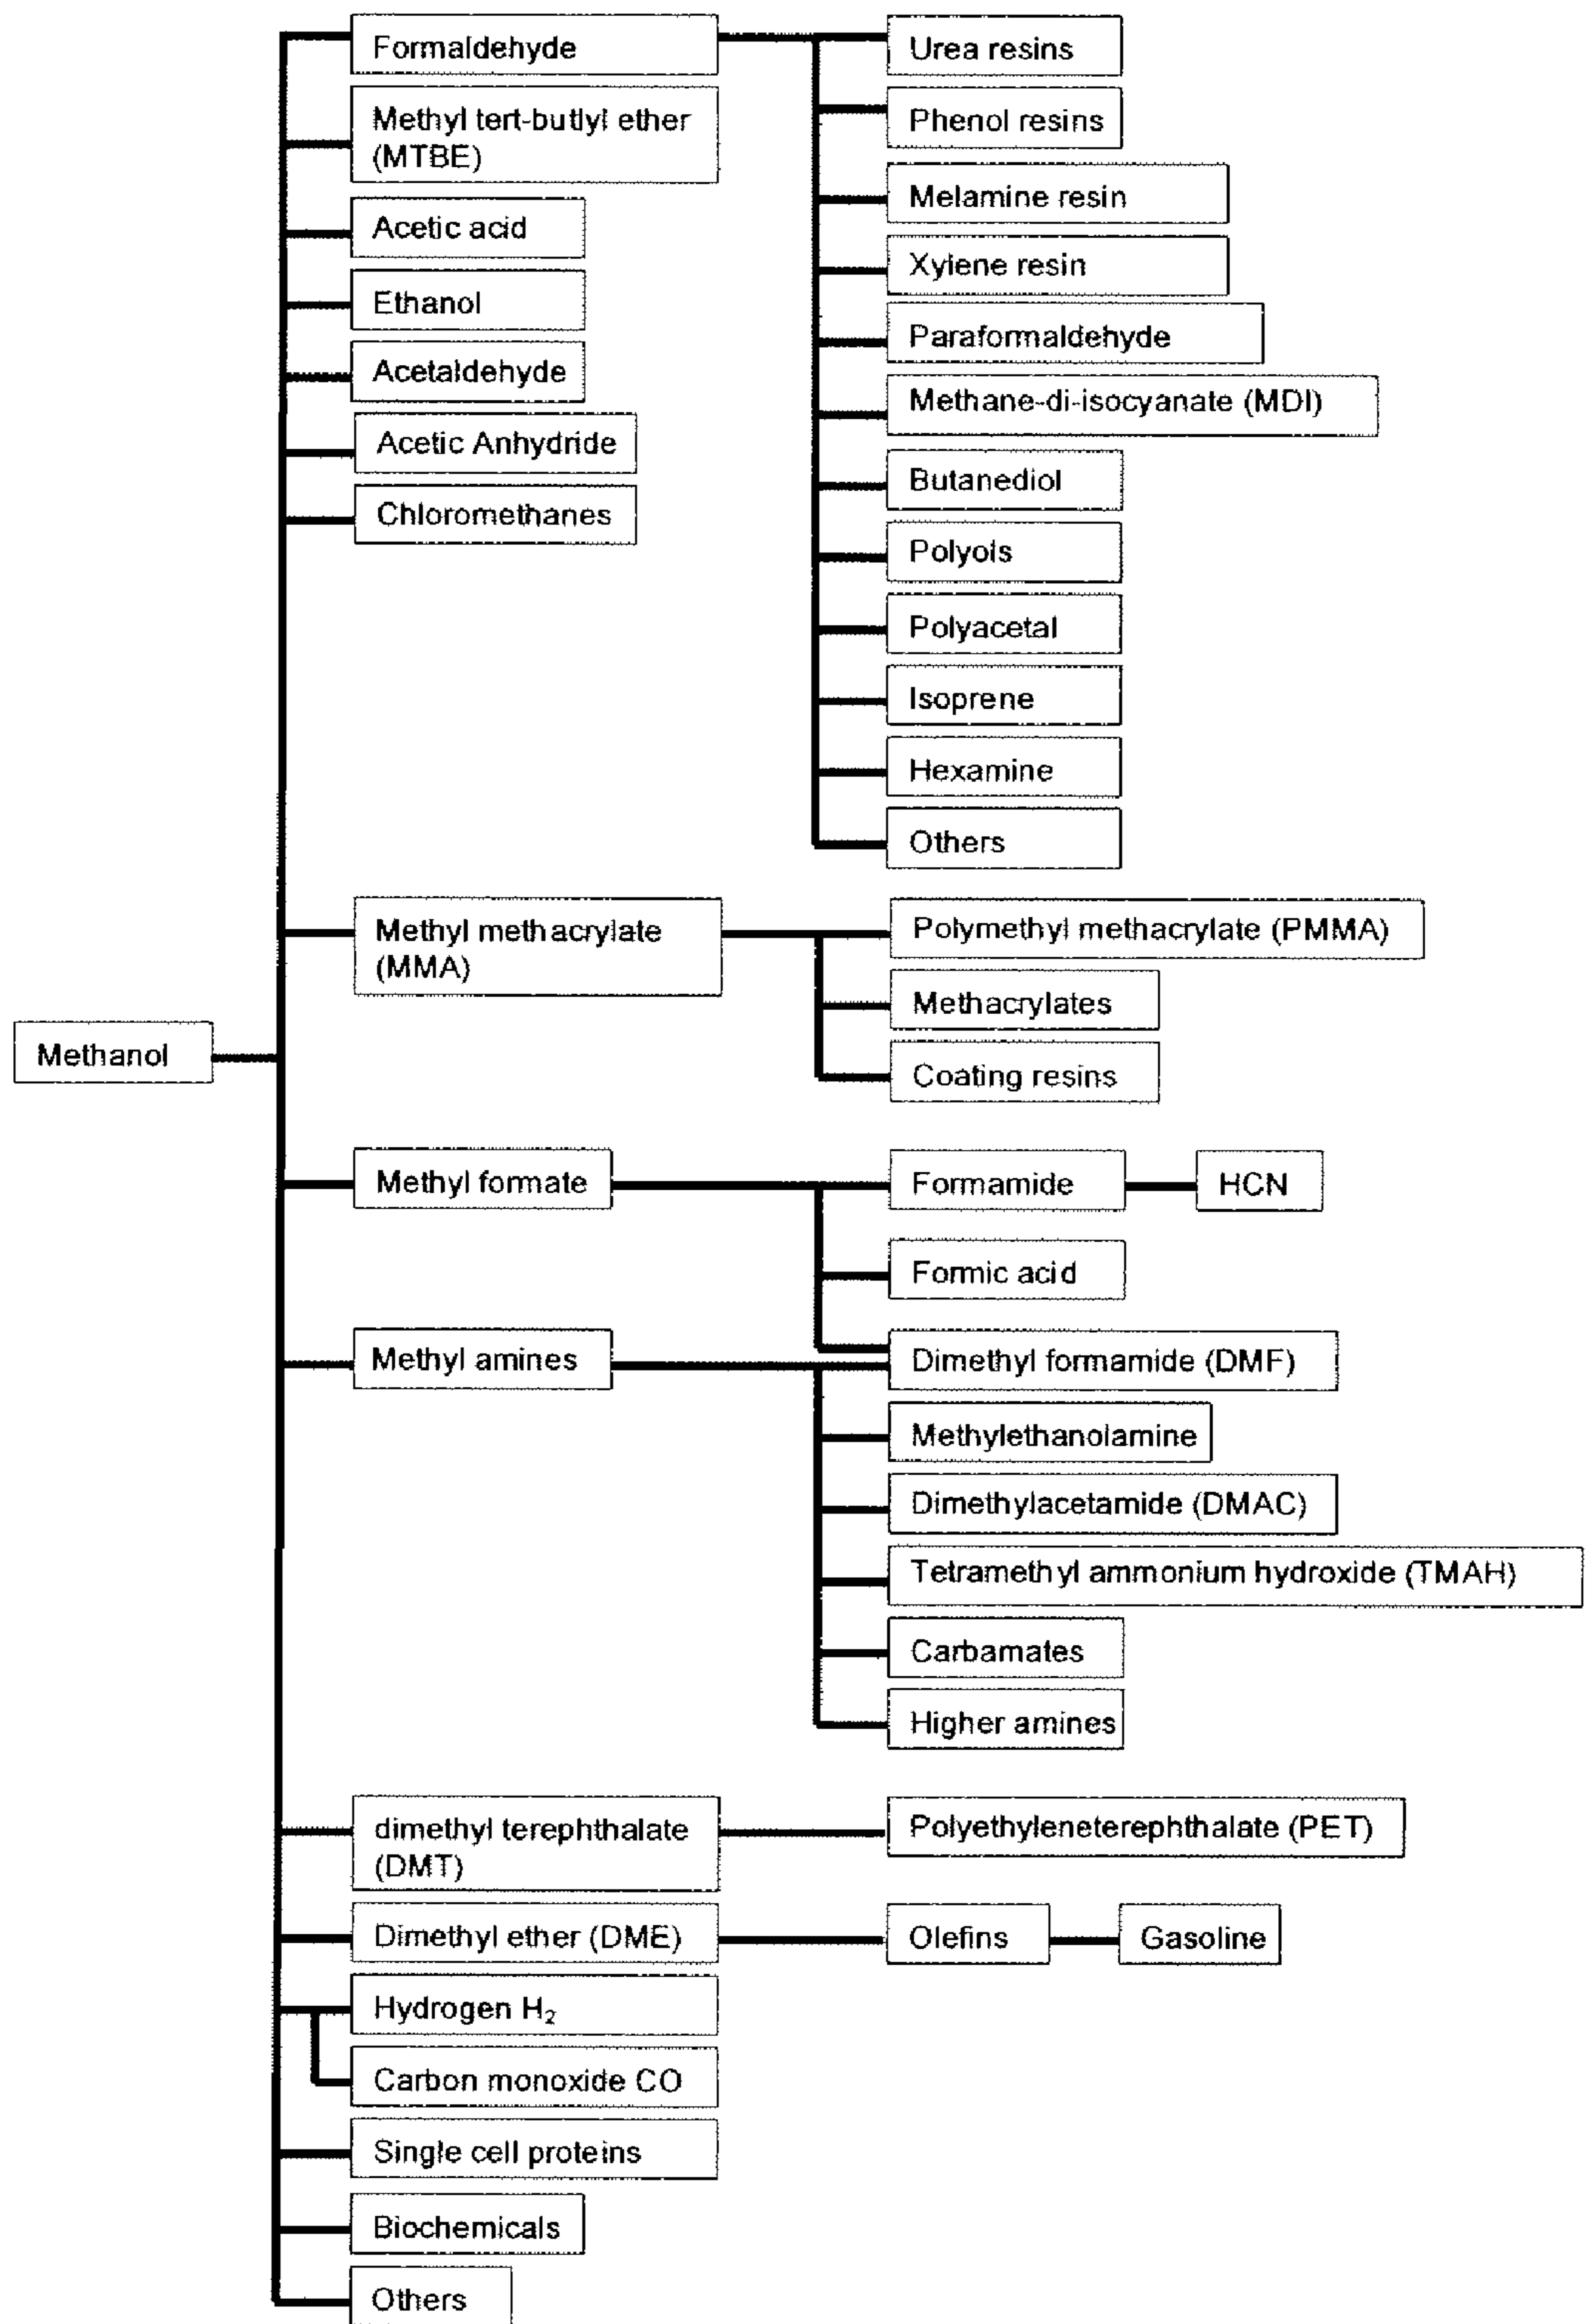 Formaldehyde
Urea resins
Methyl tert-butlyl ether
(MTBE)
Phenol resins
Melamine resin
Acetic acid
Xylene resin
Ethanol
Paraformaldehyde
Acetaldehyde
Methane-di-isocyanate (MDI)
Acetic Anhydride
Butanediol
Chloromethanes
Polyols
Polyacetal
Isoprene
Hexamine
Others
Methyl methacrylate
(MMA)
Polymethyl methacrylate (PMMA)
Methacrylates
Methanol
Coating resins
Methyl formate
Formamide
HCN
Formic acid
Methyl amines
Dimethyl formamide (DMF)
Methylethanolamine
Dimethylacetamide (DMAC)
Tetramethyl ammonium hydroxide (TMAH)
Carbamates
Higher amines
dimethyl terephthalate
(DMT)
Polyethyleneterephthalate (PET)
Dimethyl ether (DME)
Olefins
Gasoline
Hydrogen H₂
Carbon monoxide CO
Single cell proteins
Biochemicals
Others